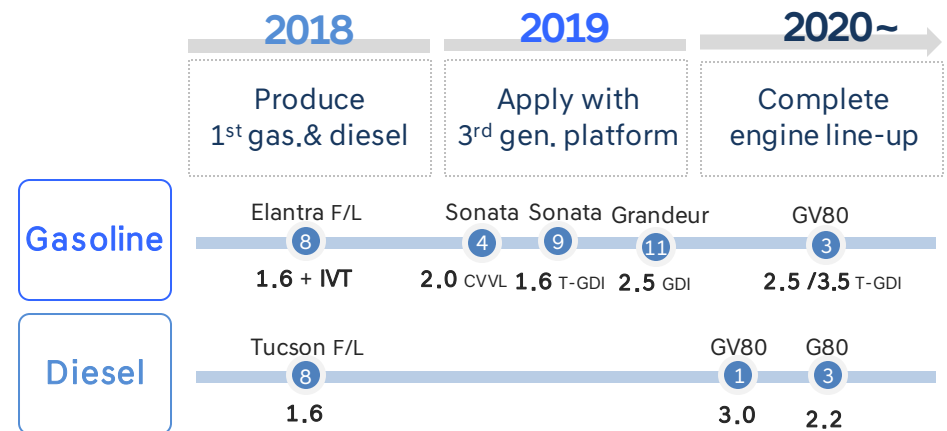 2018
2019
2020~
Produce
1st gas.& diesel
Apply with
3rd gen. platform
Complete
engine line-up
Gasoline
Elantra F/L
8
1.6 + IVT
Sonata
4
2.0 CVVL
Sonata
9
1.6 T-GDI
Grandeur
11
2.5 GDI
GV80
3
2.5 /3.5 T-GDI
Diesel
Tucson F/L
8
1.6
GV80
1
3.0
G80
3
2.2